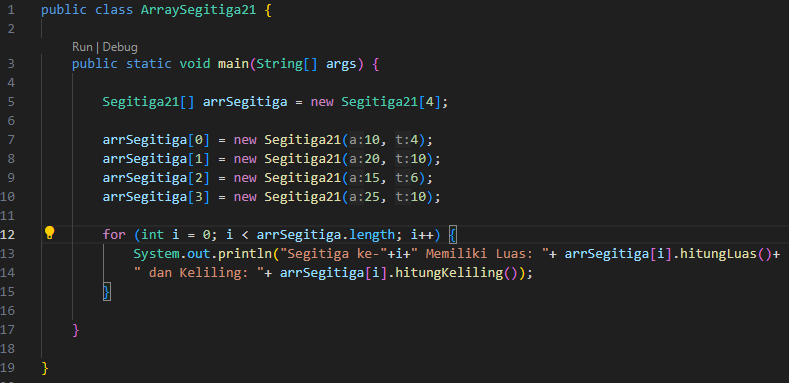 1 public class ArraySegitiga21 {
2
Run | Debug
3 public static void main(String[] args) {
4
5 Segitiga21[] arrSegitiga = new Segitiga21[4];
6
7 arrSegitiga[0] = new Segitiga21(a:10, t:4);
8 arrSegitiga[1] = new Segitiga21(a:20, t:10);
9 arrSegitiga[2] = new Segitiga21(a:15, t:6);
10 arrSegitiga[3] = new Segitiga21(a:25, t:10);
11
12 for (int i = 0; i < arrSegitiga.length; i++) {
13 System.out.println("Segitiga ke-"+i+" Memiliki Luas: "+ arrSegitiga[i].hitungLuas()+
14 " dan Keliling: "+ arrSegitiga[i].hitungKeliling());
15 }
16
17 }
18
19 }